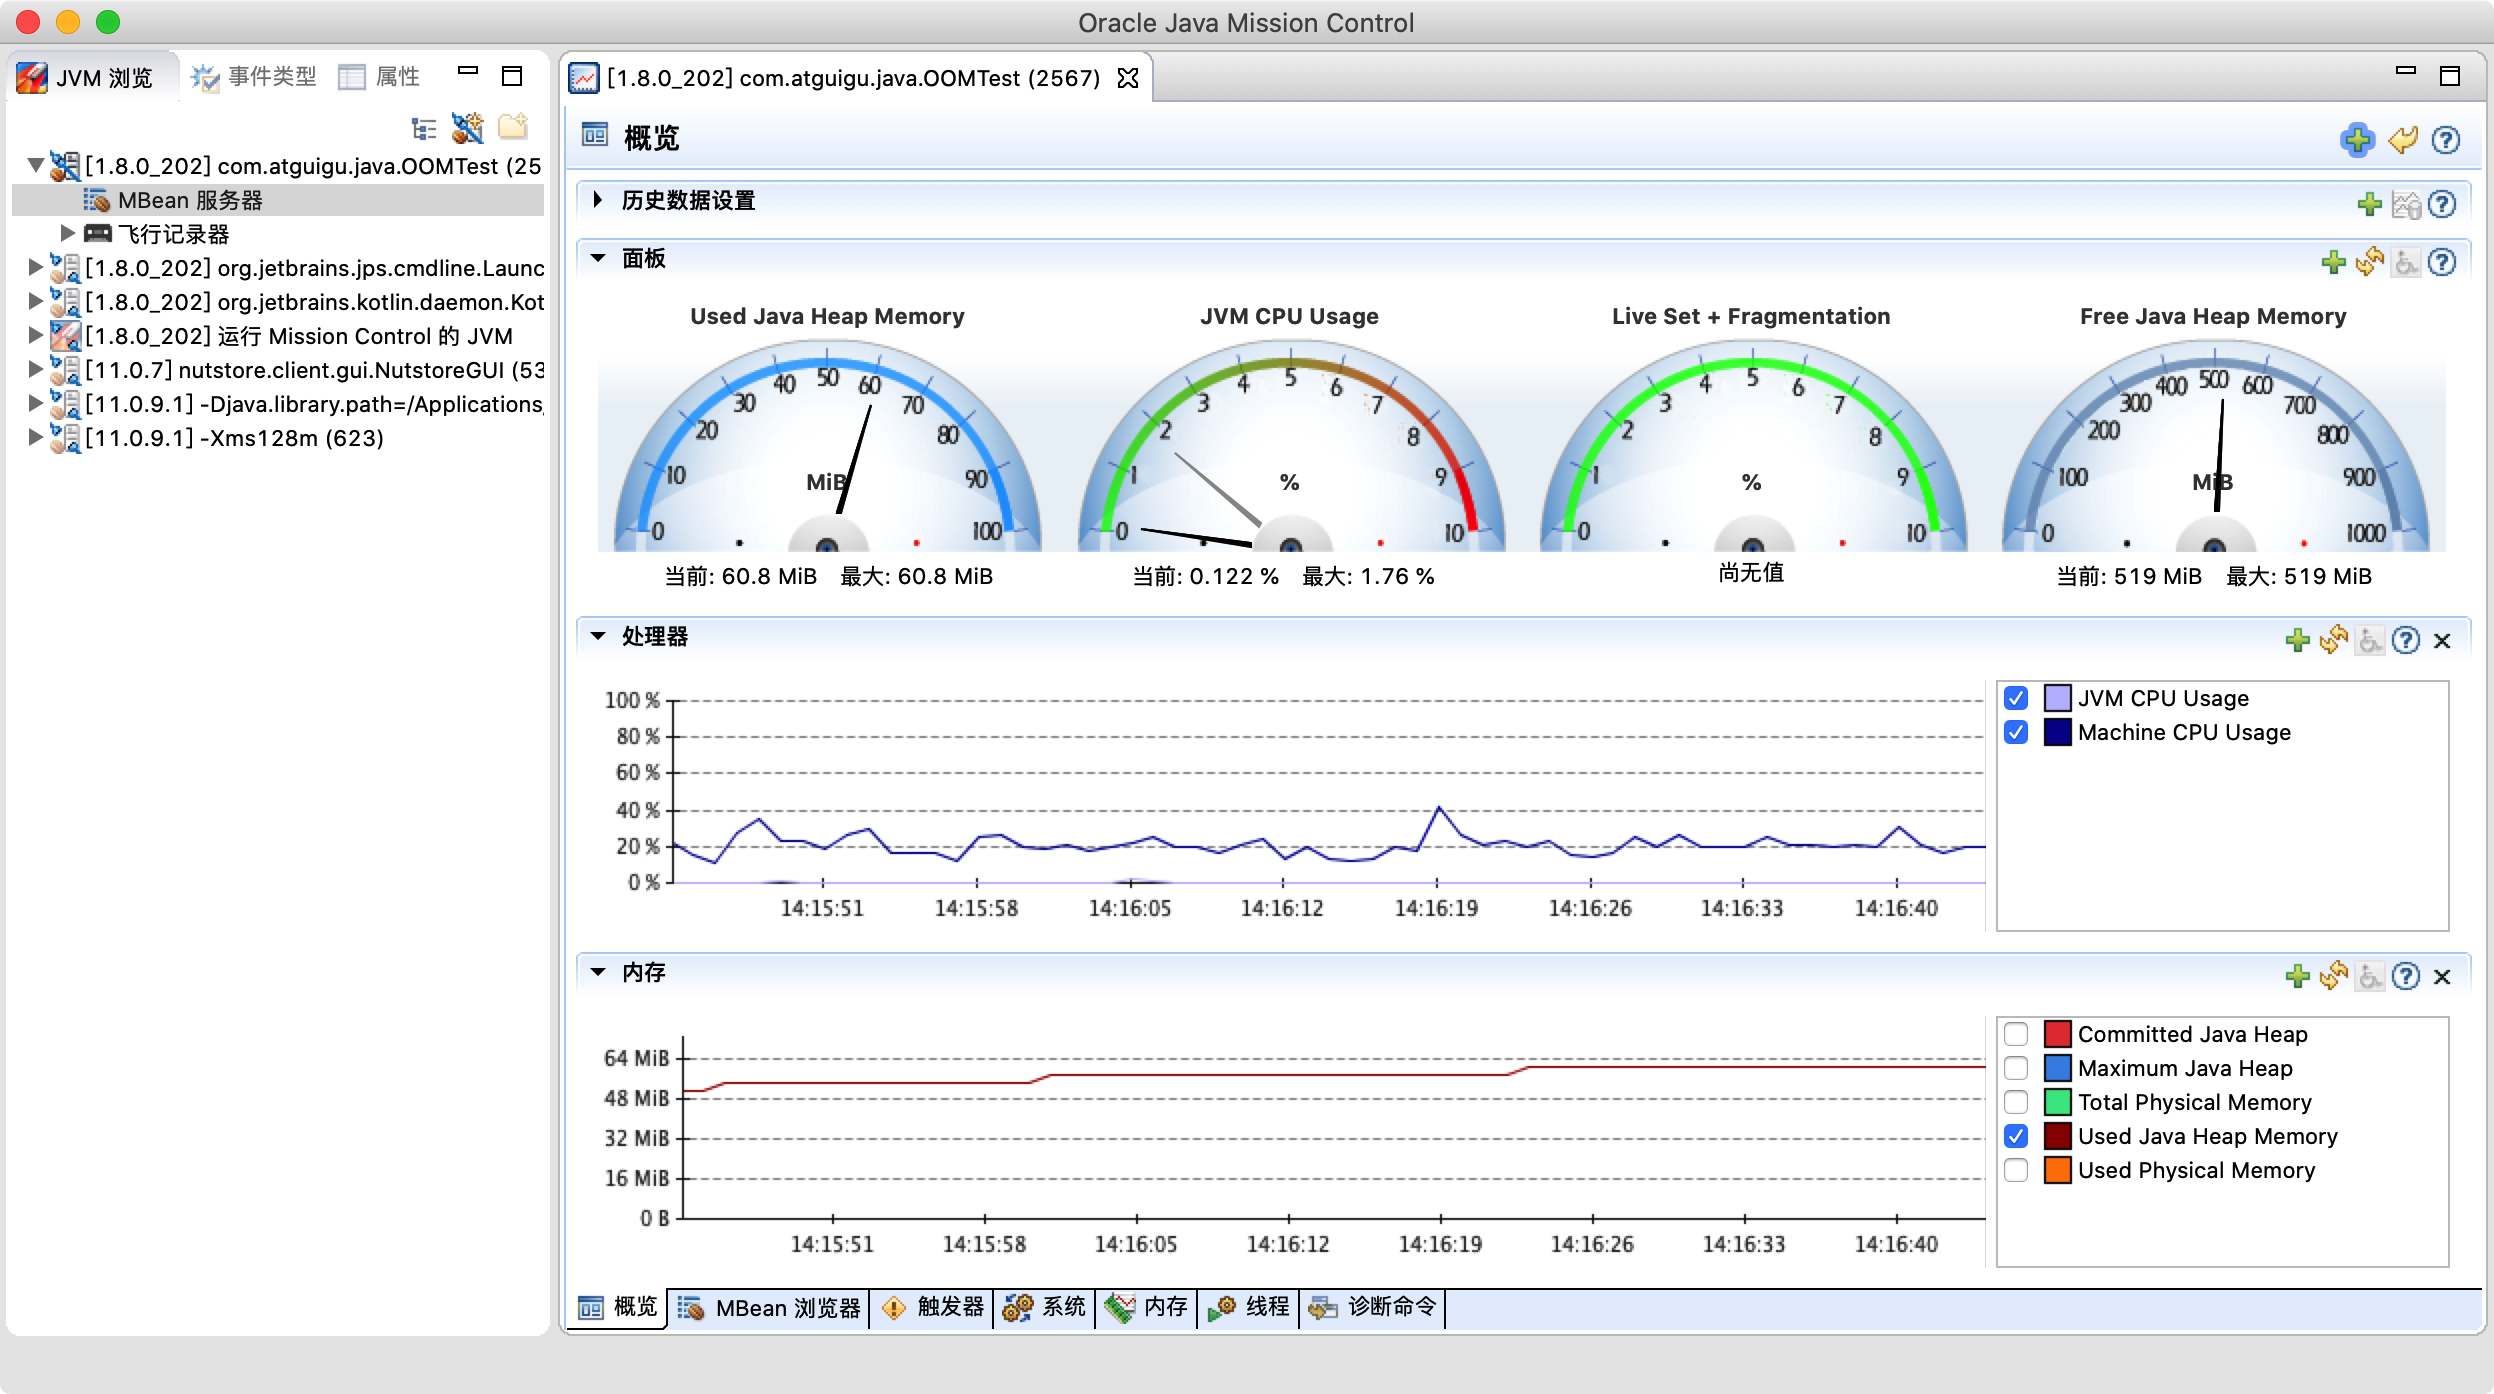 Oracle Java Mission Control
JVM 浏览
事件类型
属性
[1.8.0_202] com.atguigu.java.OOMTest (25
MBean 服务器
飞行记录器
[1.8.0_202] org.jetbrains.jps.cmdline.Launc
[1.8.0_202] org.jetbrains.kotlin.daemon.Kot
[1.8.0_202] 运行 Mission Control 的 JVM
[11.0.7] nutstore.client.gui.NutstoreGUI (53
[11.0.9.1] -Djava.library.path=/Applications,
[11.0.9.1] -Xms128m (623)
[1.8.0_202] com.atguigu.java.OOMTest (2567)
概览
历史数据设置
面板
Used Java Heap Memory
0 10 20 30 40 50 60 70 80 90 100
MiB
当前: 60.8 MiB 最大: 60.8 MiB
JVM CPU Usage
0 1 2 3 4 5 6 7 8 9 10
%
当前: 0.122 % 最大: 1.76 %
Live Set + Fragmentation
0 1 2 3 4 5 6 7 8 9 10
%
尚无值
Free Java Heap Memory
0 100 200 300 400 500 600 700 800 900 1000
MiB
当前: 519 MiB 最大: 519 MiB
处理器
100 %
80 %
60 %
40 %
20 %
0 %
14:15:51 14:15:58 14:16:05 14:16:12 14:16:19 14:16:26 14:16:33 14:16:40
JVM CPU Usage
Machine CPU Usage
内存
64 MiB
48 MiB
32 MiB
16 MiB
0 B
14:15:51 14:15:58 14:16:05 14:16:12 14:16:19 14:16:26 14:16:33 14:16:40
Committed Java Heap
Maximum Java Heap
Total Physical Memory
Used Java Heap Memory
Used Physical Memory
概览
MBean 浏览器
触发器
系统
内存
线程
诊断命令